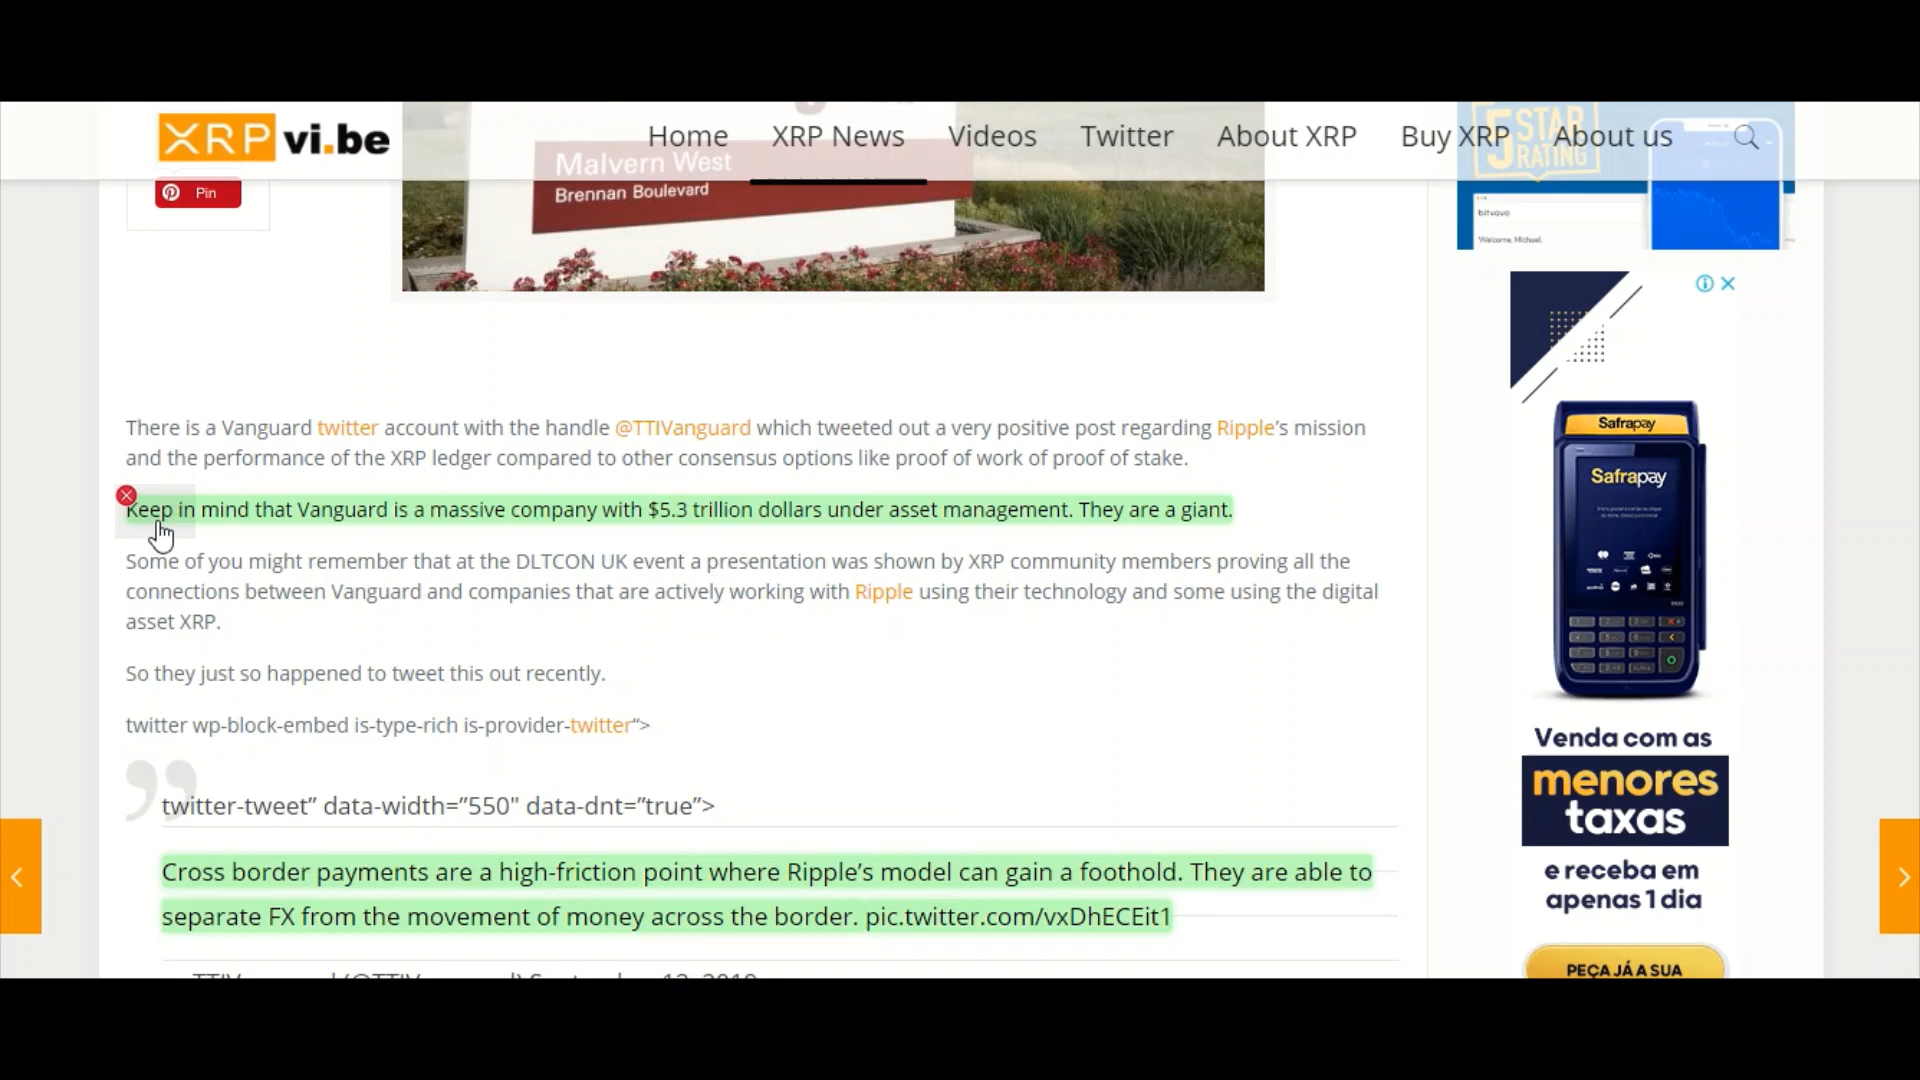 XRP vi.be
Home XRP News Videos Twitter About XRP Buy XRP About us
Pin
Malvern West
Brennan Boulevard
5 STAR
RATING
bitvavo
Welcome, Michael.
There is a Vanguard twitter account with the handle @TTIVanguard which tweeted out a very positive post regarding Ripple’s mission
and the performance of the XRP ledger compared to other consensus options like proof of work of proof of stake.
Keep in mind that Vanguard is a massive company with $5.3 trillion dollars under asset management. They are a giant.
Some of you might remember that at the DLTCON UK event a presentation was shown by XRP community members proving all the
connections between Vanguard and companies that are actively working with Ripple using their technology and some using the digital
asset XRP.
So they just so happened to tweet this out recently.
twitter wp-block-embed is-type-rich is-provider-twitter“>
twitter-tweet” data-width=”550" data-dnt=”true”>
Cross border payments are a high-friction point where Ripple’s model can gain a foothold. They are able to
separate FX from the movement of money across the border. pic.twitter.com/vxDhECEit1
Safrapay
Safrapay
Venda com as
menores
taxas
e receba em
apenas 1 dia
PEÇA JÁ A SUA